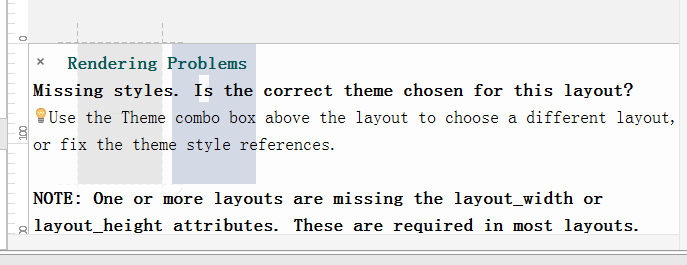 0
× Rendering Problems
Missing styles. Is the correct theme chosen for this layout?
Use the Theme combo box above the layout to choose a different layout,
100
or fix the theme style references.
NOTE: One or more layouts are missing the layout_width or
layout_height attributes. These are required in most layouts.